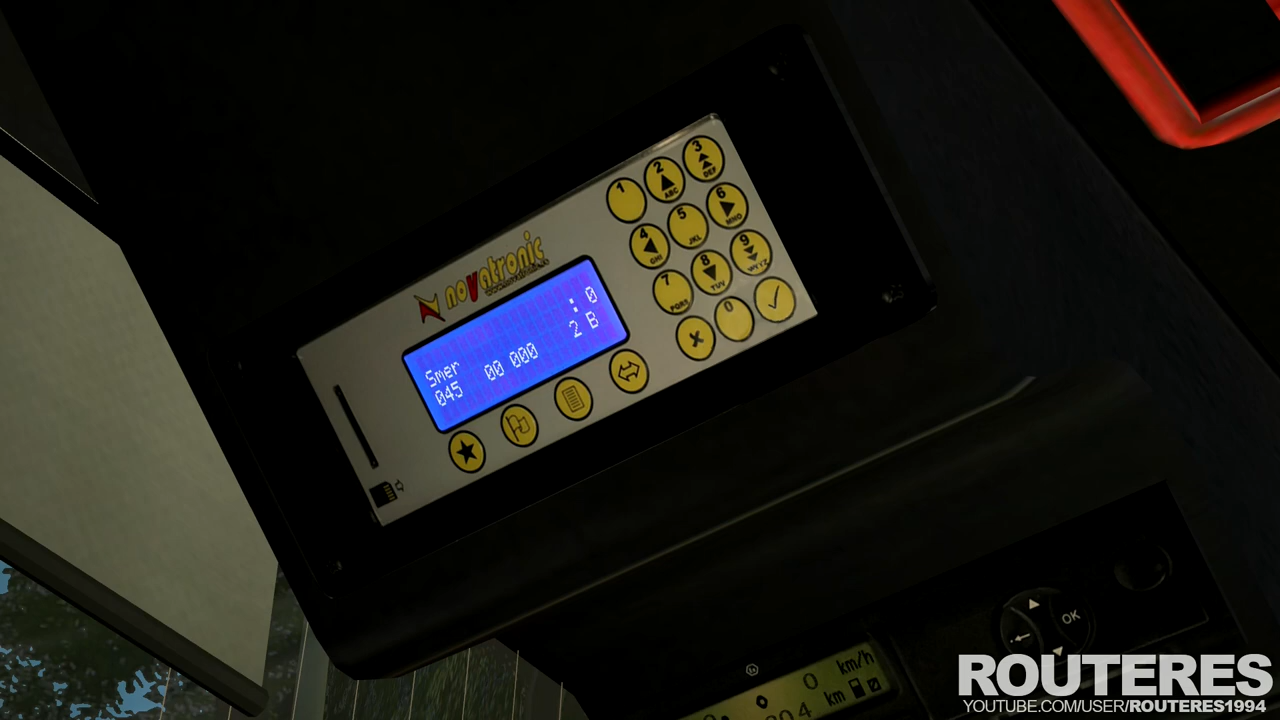 novatronic
: 0
Smer
2 B
045 00 000
1
2 ABC
3 DEF
4 GHI
5 JKL
6 MNO
7 PQRS
8 TUV
9 WXYZ
0
OK
0 km/h
km
ROUTERES
YOUTUBE.COM/USER/ROUTERES1994